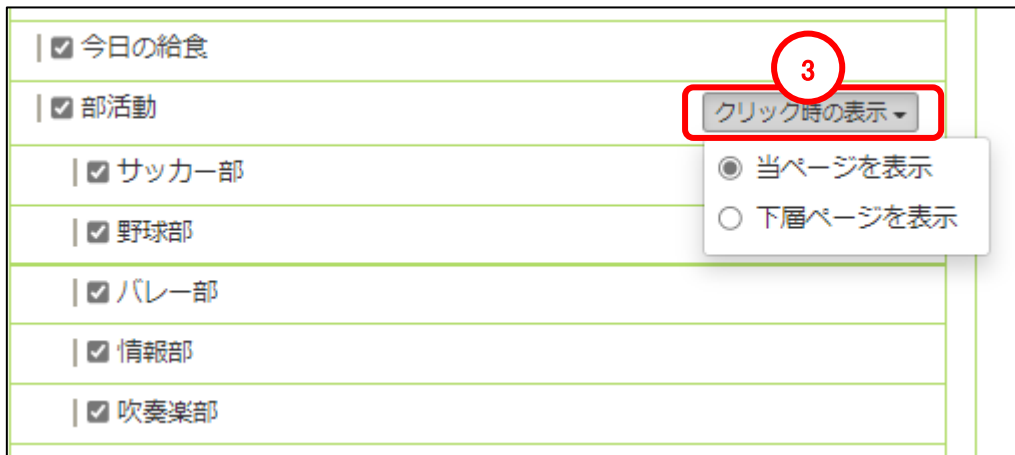 今日の給食
3
部活動 クリック時の表示
サッカー部
当ページを表示
野球部
下層ページを表示
バレー部
情報部
吹奏楽部